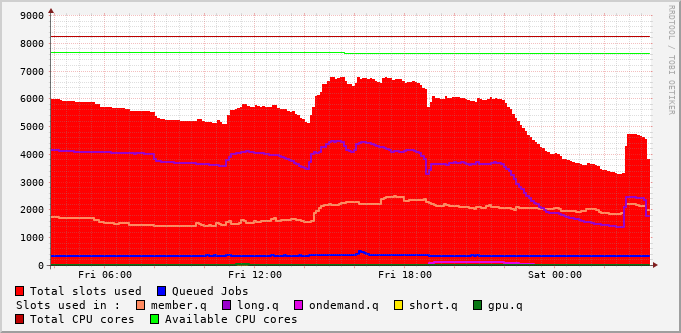 9000
8000
7000
6000
5000
4000
3000
2000
1000
0
Fri 06:00 Fri 12:00 Fri 18:00 Sat 00:00
Total slots used Queued Jobs
Slots used in : member.q long.q ondemand.q short.q gpu.q
Total CPU cores Available CPU cores
RRDTOOL / TOBI OETIKER